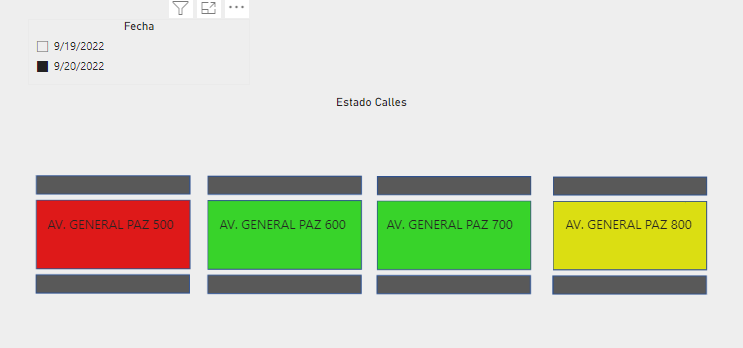 Fecha
9/19/2022
9/20/2022
Estado Calles
AV. GENERAL PAZ 500
AV. GENERAL PAZ 600
AV. GENERAL PAZ 700
AV. GENERAL PAZ 800